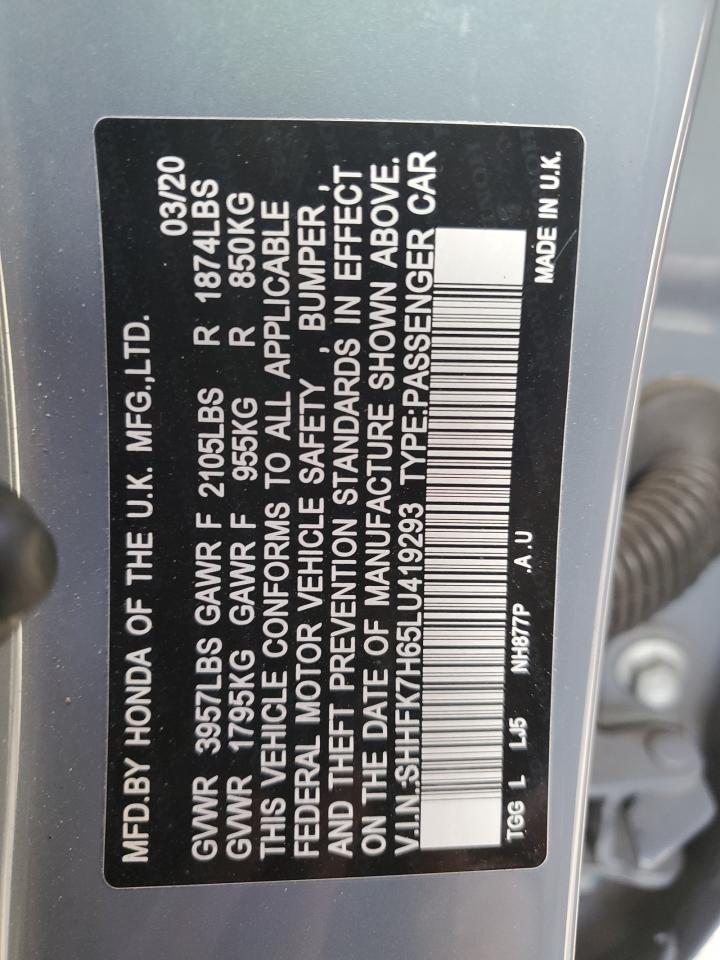 MFD.BY HONDA OF THE U.K. MFG.,LTD. 03/20
GVWR 3957LBS GAWR F 2105LBS R 1874LBS
GVWR 1795KG GAWR F 955KG R 850KG
THIS VEHICLE CONFORMS TO ALL APPLICABLE
FEDERAL MOTOR VEHICLE SAFETY , BUMPER ,
AND THEFT PREVENTION STANDARDS IN EFFECT
ON THE DATE OF MANUFACTURE SHOWN ABOVE.
V.I.N.:SHHFK7H65LU419293 TYPE:PASSENGER CAR
TGG L LJ5 NH877P .A.U MADE IN U.K.